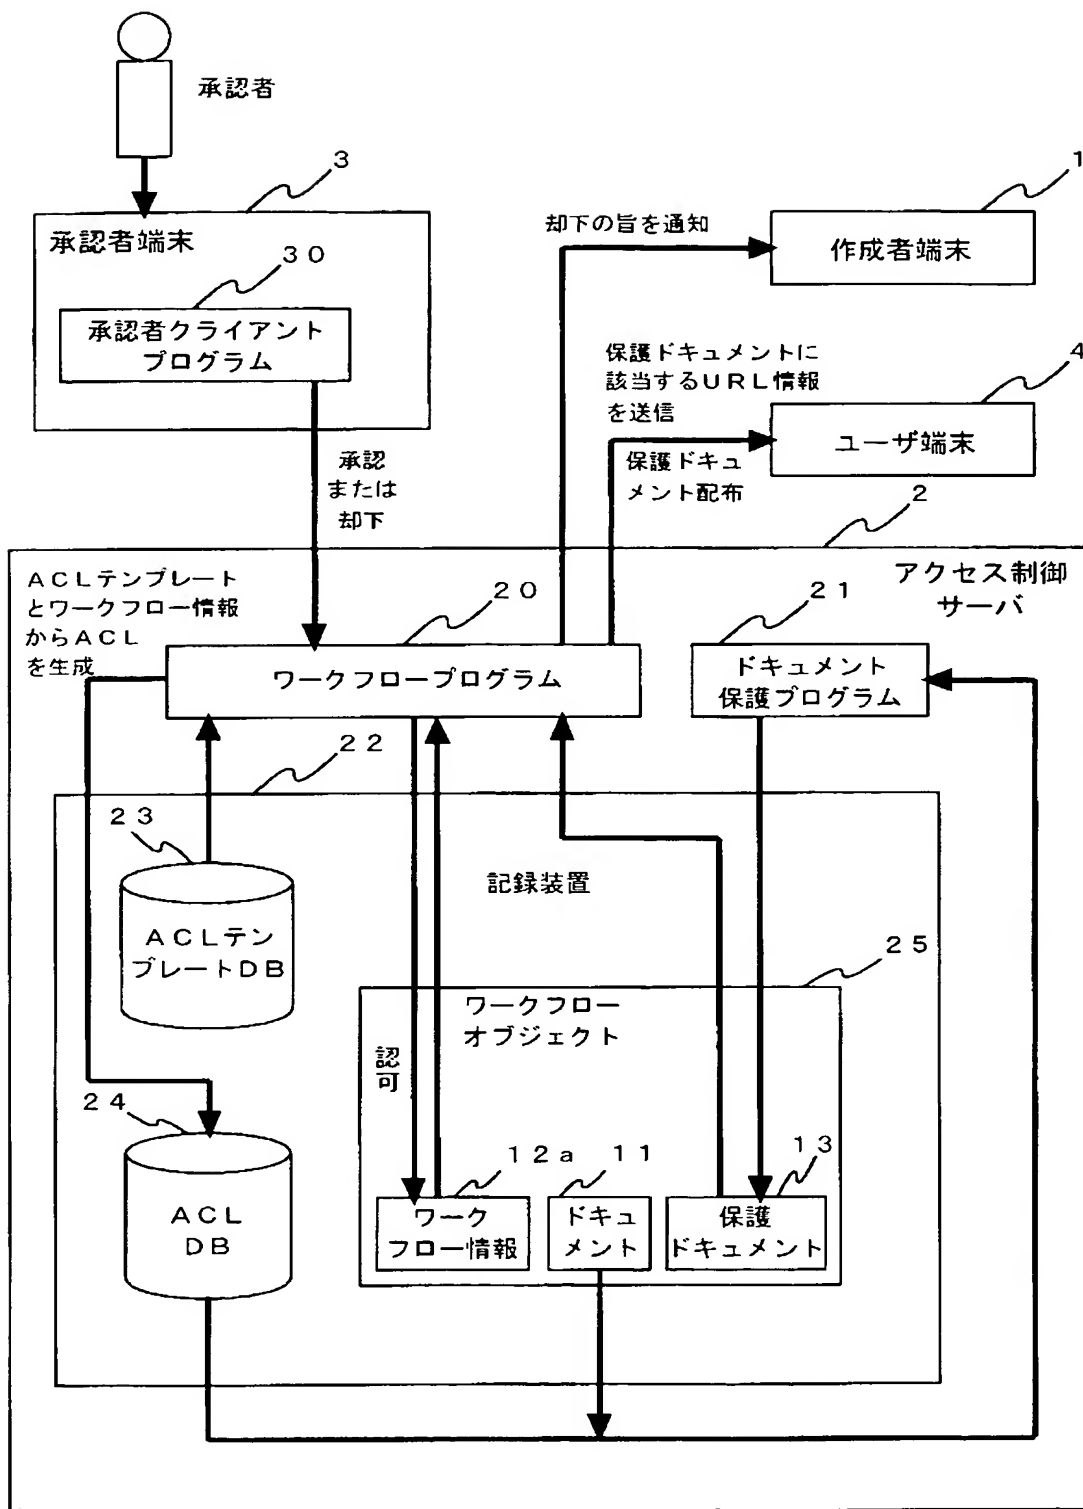 承認者
3
承認者端末
30
承認者クライアント
プログラム
承認
または
却下
却下の旨を通知
1
作成者端末
保護ドキュメントに
該当するURL情報
を送信
4
ユーザ端末
保護ドキュ
メント配布
2
アクセス制御
サーバ
ACLテンプレート
とワークフロー情報
からACL
を生成
20
ワークフロープログラム
21
ドキュメント
保護プログラム
22
23
ACLテン
プレートDB
記録装置
25
ワークフロー
オブジェクト
認可
24
ACL
DB
12a
ワーク
フロー情報
11
ドキュ
メント
13
保護
ドキュメント